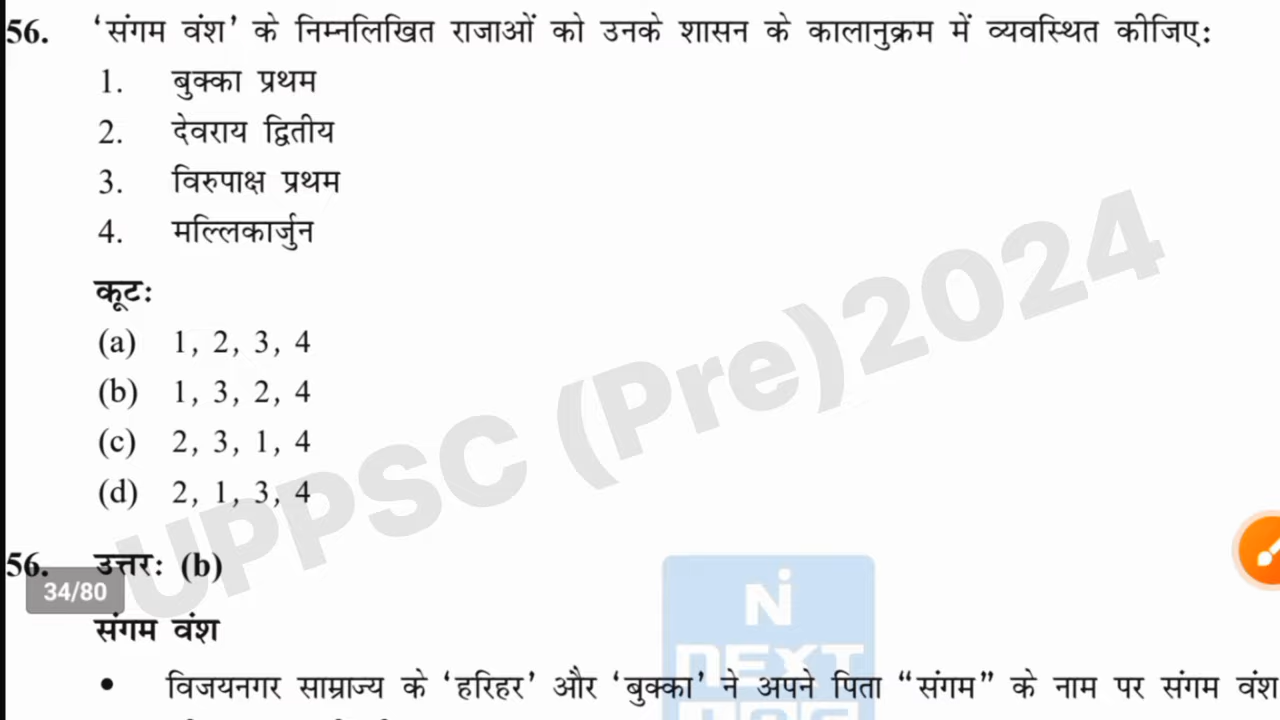 56. ‘संगम वंश’ के निम्नलिखित राजाओं को उनके शासन के कालानुक्रम में व्यवस्थित कीजिए:
1. बुक्का प्रथम
2. देवराय द्वितीय
3. विरुपाक्ष प्रथम
4. मल्लिकार्जुन
कूट:
(a) 1, 2, 3, 4
(b) 1, 3, 2, 4
(c) 2, 3, 1, 4
(d) 2, 1, 3, 4
UPPSC (Pre) 2024
56. उत्तर: (b)
34/80
संगम वंश
NEXT
• विजयनगर साम्राज्य के ‘हरिहर’ और ‘बुक्का’ ने अपने पिता “संगम” के नाम पर संगम वंश